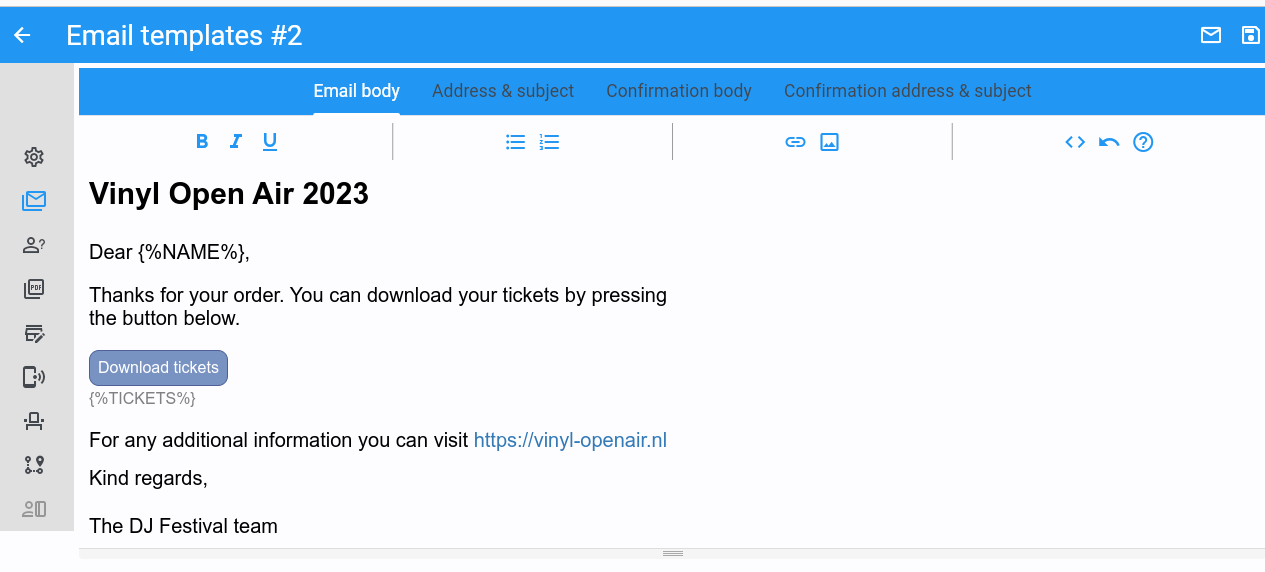 Email templates #2
Email body
Address & subject
Confirmation body
Confirmation address & subject
B I U
Vinyl Open Air 2023
Dear {%NAME%},
Thanks for your order. You can download your tickets by pressing
the button below.
Download tickets
{%TICKETS%}
For any additional information you can visit https://vinyl-openair.nl
Kind regards,
The DJ Festival team
PDF